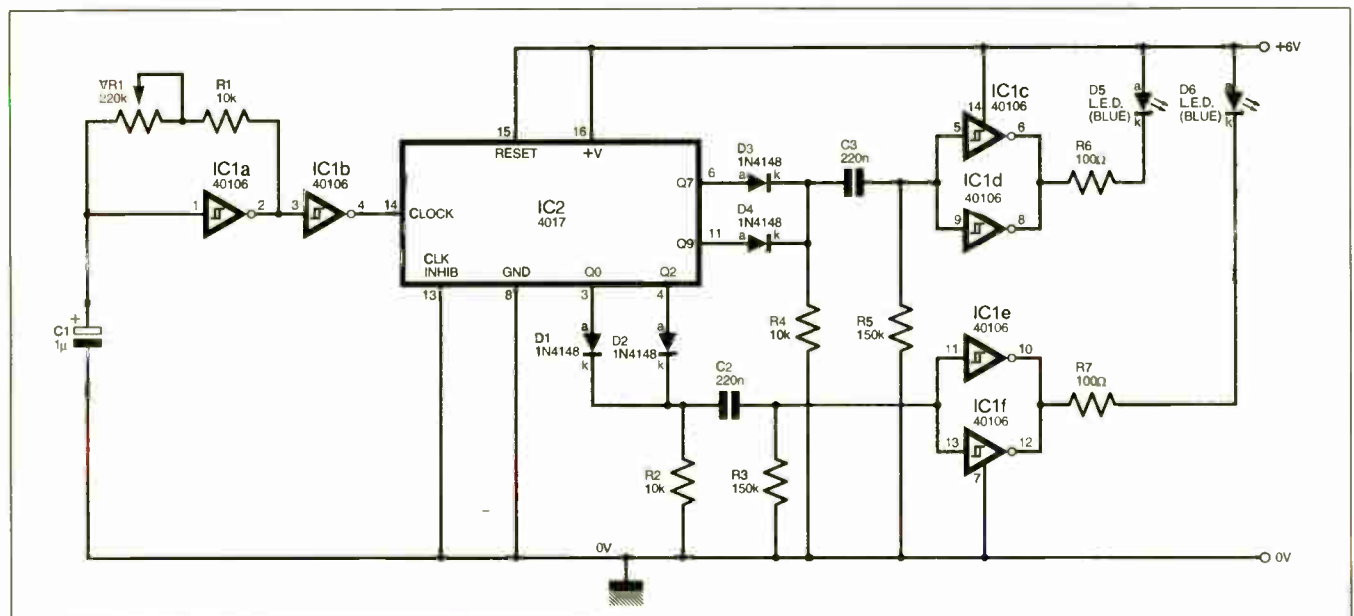 VR1
220k
R1
10k
IC1a
40106
1
2
IC1b
40106
3
4
C1
+
1μ
14
CLOCK
15
RESET
16
+V
IC2
4017
CLK
INHIB
13
GND
8
Q0
3
Q2
4
Q7
6
Q9
11
D3
1N4148
a
k
D4
1N4148
a
k
D1
1N4148
a
k
D2
1N4148
a
k
C3
220n
C2
220n
R4
10k
R5
150k
R2
10k
R3
150k
IC1c
40106
14
5
6
IC1d
40106
9
8
IC1e
40106
11
10
IC1f
40106
13
12
7
R6
100Ω
R7
100Ω
D5
L.E.D.
(BLUE)
a
k
D6
L.E.D.
(BLUE)
a
k
+6V
0V
0V